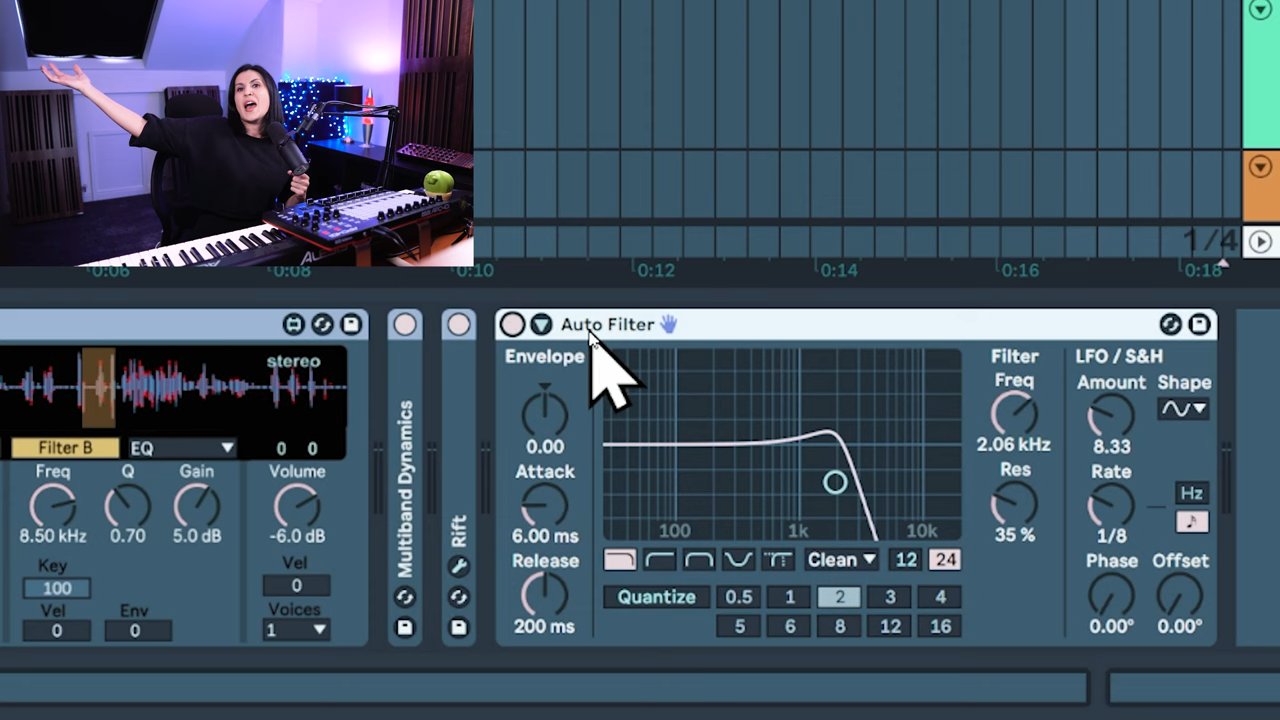 1/4
0:06
0:08
0:10
0:12
0:14
0:16
0:18
stereo
Filter B
EQ
0
0
Freq
Q
Gain
Volume
8.50 kHz
0.70
5.0 dB
-6.0 dB
Key
100
Vel
0
Vel
Env
Voices
0
0
1
Multiband Dynamics
Rift
Auto Filter
Envelope
0.00
Attack
6.00 ms
Release
200 ms
100
1k
10k
Clean
12
24
Quantize
0.5
1
2
3
4
5
6
8
12
16
Filter
Freq
2.06 kHz
Res
35 %
LFO / S&H
Amount
Shape
8.33
Rate
Hz
1/8
Phase
Offset
0.00°
0.00°